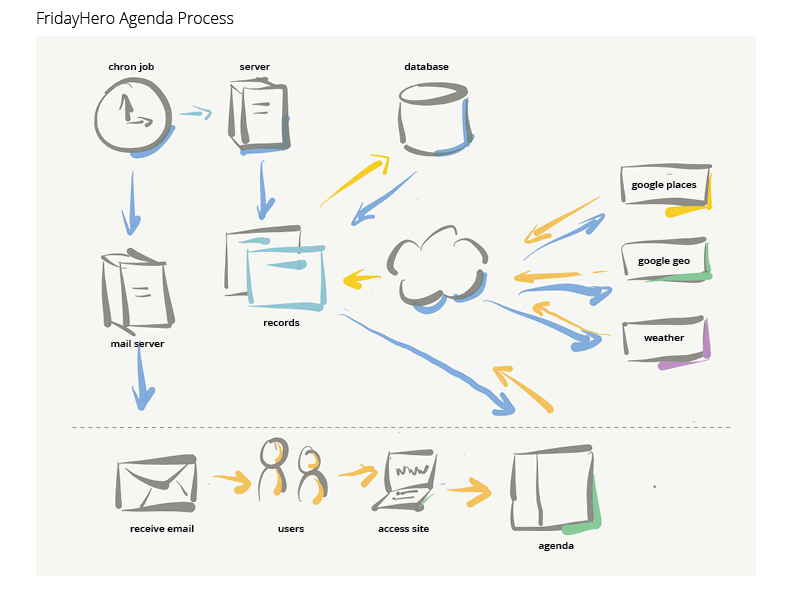 FridayHero Agenda Process
chron job
server
database
google places
google geo
records
weather
mail server
www
receive email
users
access site
agenda